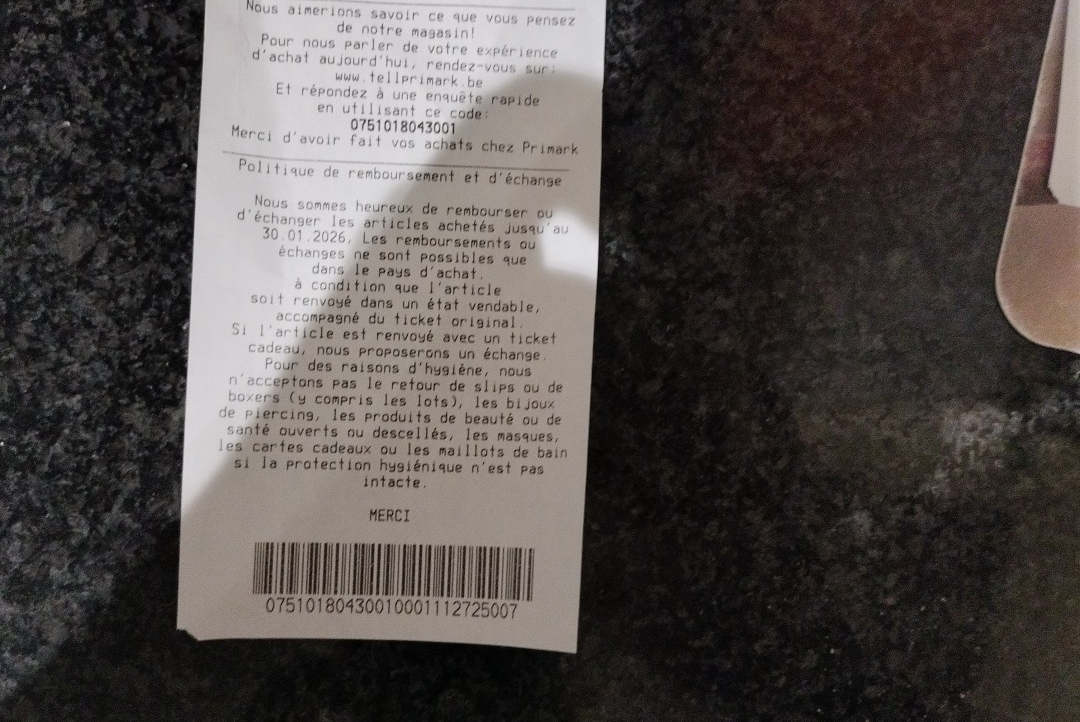 Nous aimerions savoir ce que vous pensez
de notre magasin!
Pour nous parler de votre expérience
d'achat aujourd'hui, rendez-vous sur:
www.tellprimark.be
Et répondez à une enquête rapide
en utilisant ce code:
0751018043001
Merci d'avoir fait vos achats chez Primark
Politique de remboursement et d'échange
Nous sommes heureux de rembourser ou
d'échanger les articles achetés jusqu'au
30.01.2026, Les remboursements ou
échanges ne sont possibles que
dans le pays d'achat.
à condition que l'article
soit renvoyé dans un état vendable,
accompagné du ticket original.
Si l'article est renvoyé avec un ticket
cadeau, nous proposerons un échange.
Pour des raisons d'hygiène, nous
n'acceptons pas le retour de slips ou de
boxers (y compris les lots), les bijoux
de piercing, les produits de beauté ou de
santé ouverts ou descellés, les masques,
les cartes cadeaux ou les maillots de bain
si la protection hygiénique n'est pas
intacte.
MERCI
07510180430010001112725007